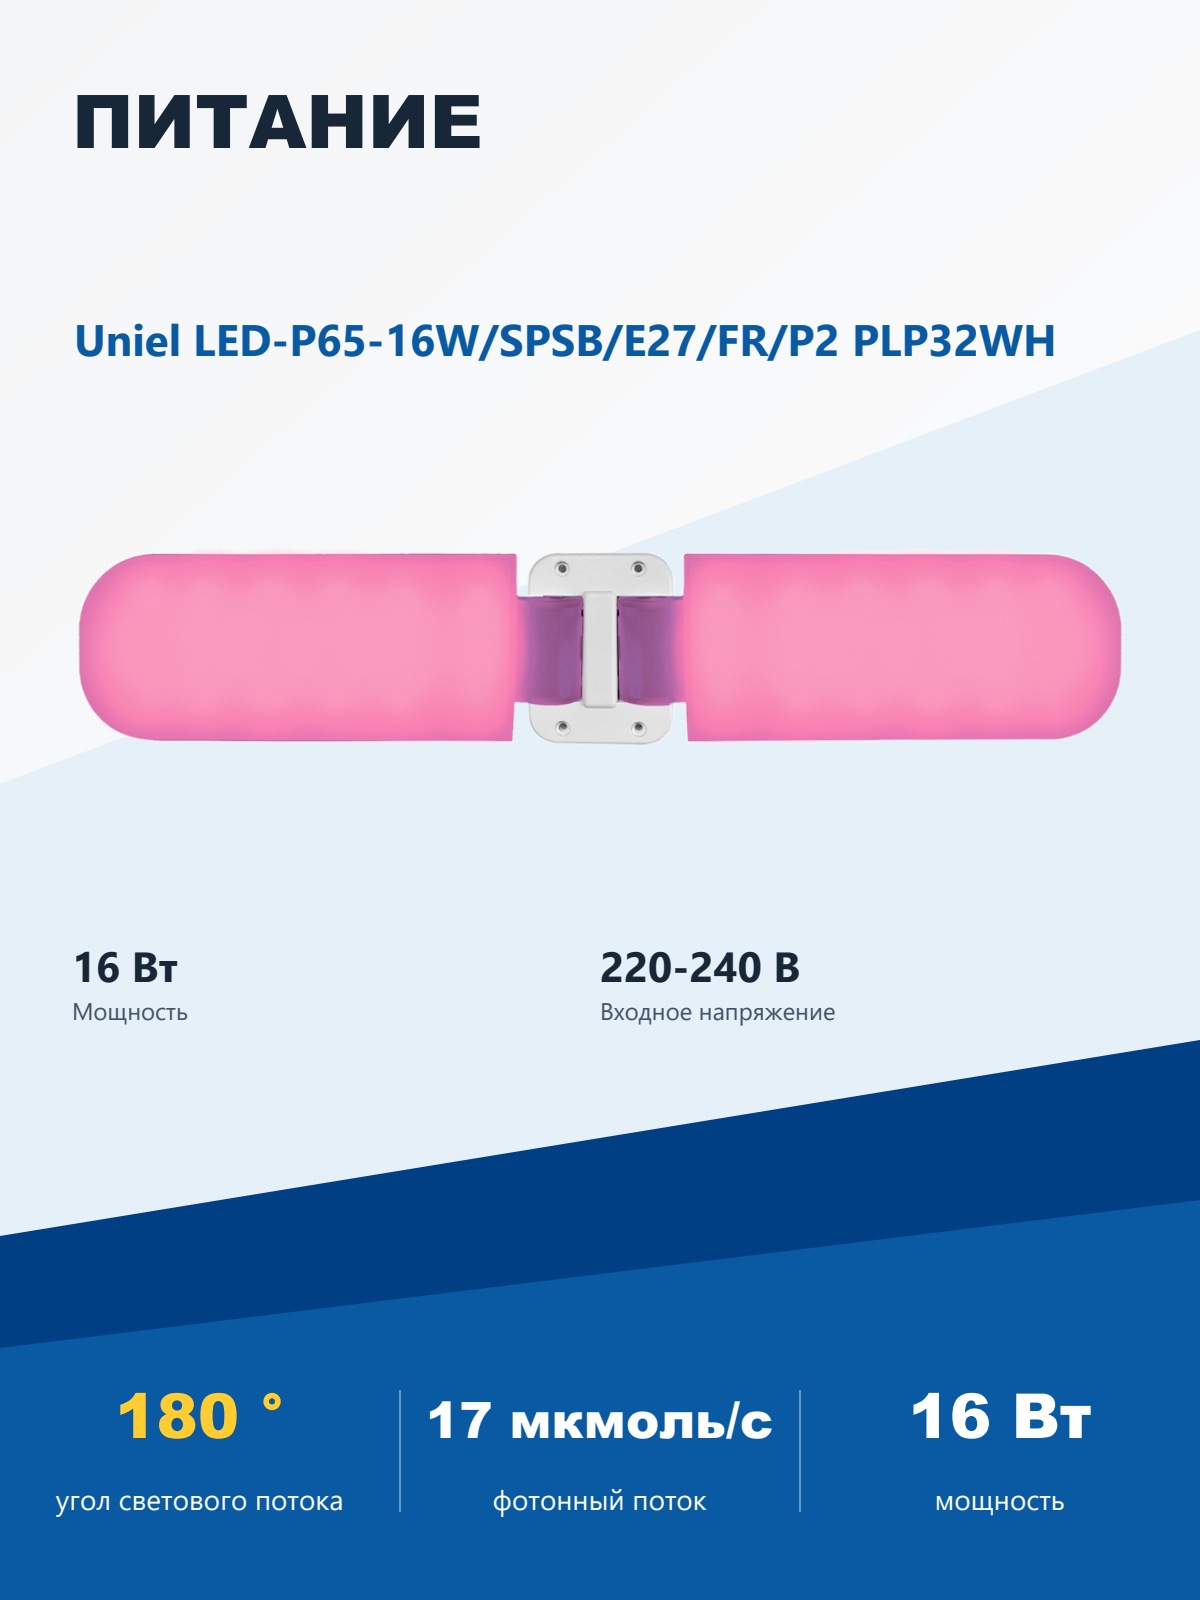 ПИТАНИЕ
Uniel LED-P65-16W/SPSB/E27/FR/P2 PLP32WH
16 Вт
Мощность
220-240 В
Входное напряжение
180 °
угол светового потока
17 мкмоль/с
фотонный поток
16 Вт
мощность